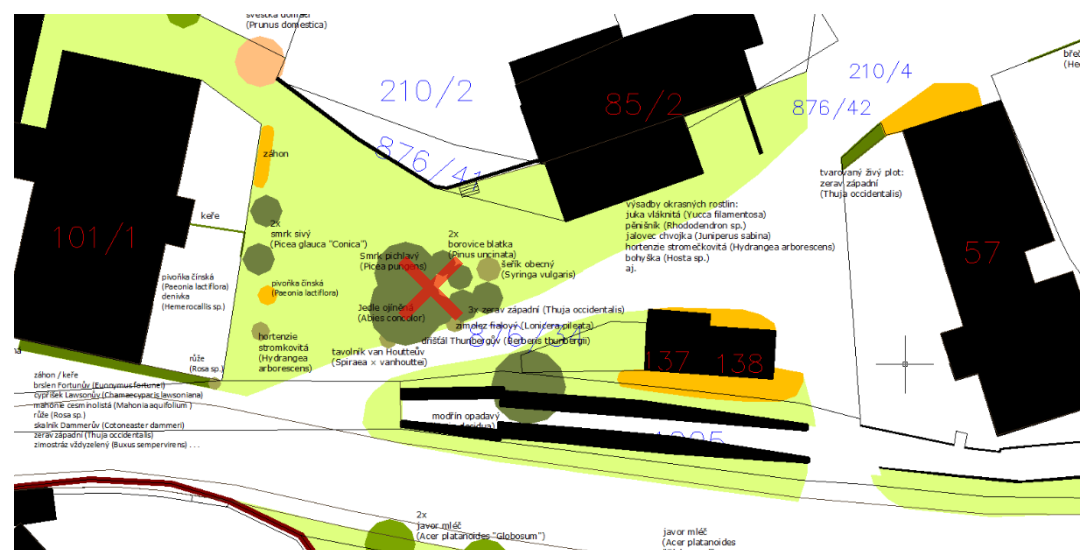 švestka domácí
(Prunus domestica)
210/2
85/2
210/4
876/42
876/41
záhon
keře
101/1
2x
smrk sivý
(Picea glauca "Conica")
Smrk pichlavý
(Picea pungens)
2x
borovice blatka
(Pinus uncinata)
šeřík obecný
(Syringa vulgaris)
výsadby okrasných rostlin:
juka vláknitá (Yucca filamentosa)
pěnišník (Rhododendron sp.)
jalovec chvojka (Juniperus sabina)
hortenzie stromečkovitá (Hydrangea arborescens)
bohyška (Hosta sp.)
aj.
tvarovaný živý plot:
zerav západní
(Thuja occidentalis)
57
pivoňka čínská
(Paeonia lactiflora)
denivka
(Hemerocallis sp.)
pivoňka čínská
(Paeonia lactiflora)
Jedle ojíněná
(Abies concolor)
3x zerav západní (Thuja occidentalis)
zimolez fialový (Lonicera pileata)
dřišťál Thunbergův (Berberis thunbergii)
876/34
hortenzie
stromkovitá
(Hydrangea
arborescens)
tavolník van Houtteův
(Spiraea × vanhouttei)
137
138
růže
(Rosa sp.)
záhon / keře
brslen Fortunův (Euonymus fortunei)
cypřišek Lawsonův (Chamaecyparis lawsoniana)
mahónie cesmínolistá (Mahonia aquifolium )
růže (Rosa sp.)
skalník Dammerův (Cotoneaster dammeri)
zerav západní (Thuja occidentalis)
zimostráz vždyzelený (Buxus sempervirens) . . .
modřín opadavý
2x
javor mléč
(Acer platanoides "Globosum")
javor mléč
(Acer platanoides